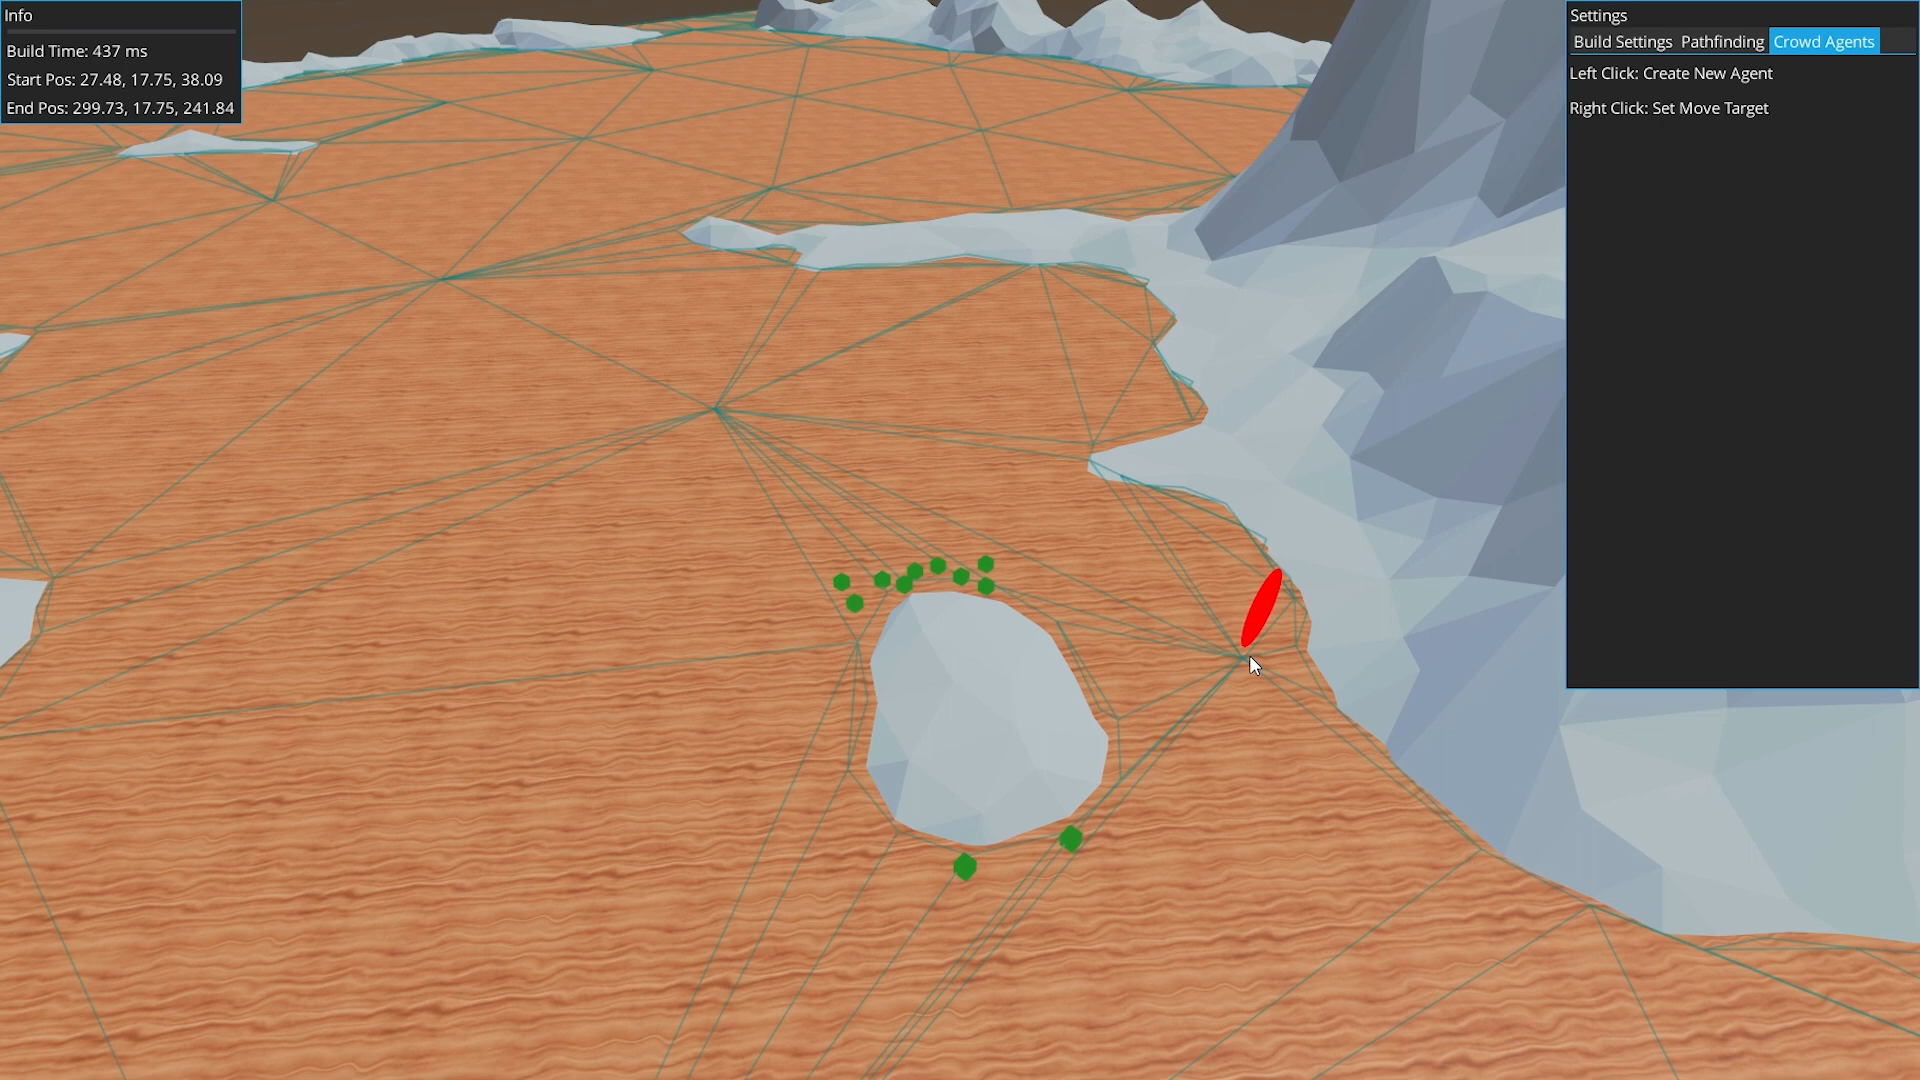 Info
Build Time: 437 ms
Start Pos: 27.48, 17.75, 38.09
End Pos: 299.73, 17.75, 241.84
Settings
Build Settings Pathfinding Crowd Agents
Left Click: Create New Agent
Right Click: Set Move Target